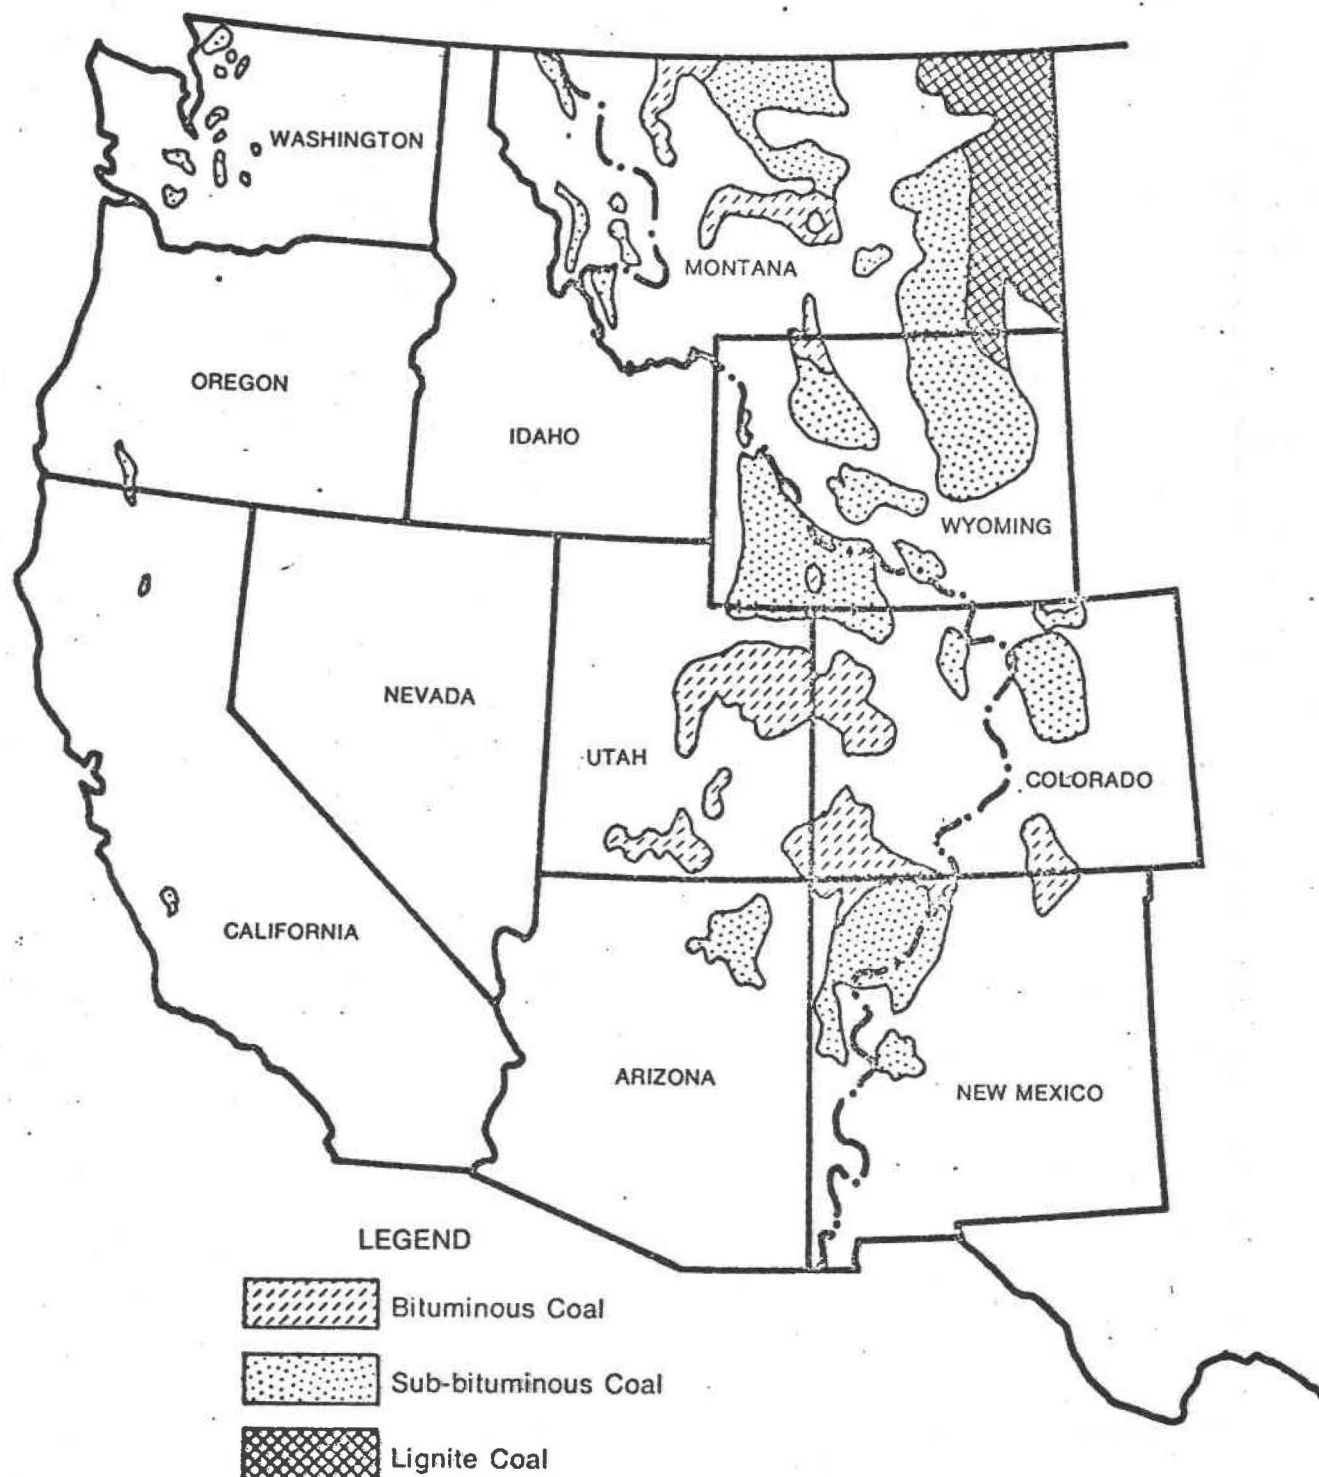 WASHINGTON
MONTANA
OREGON
IDAHO
WYOMING
NEVADA
UTAH
COLORADO
CALIFORNIA
ARIZONA
NEW MEXICO
LEGEND
Bituminous Coal
Sub-bituminous Coal
Lignite Coal